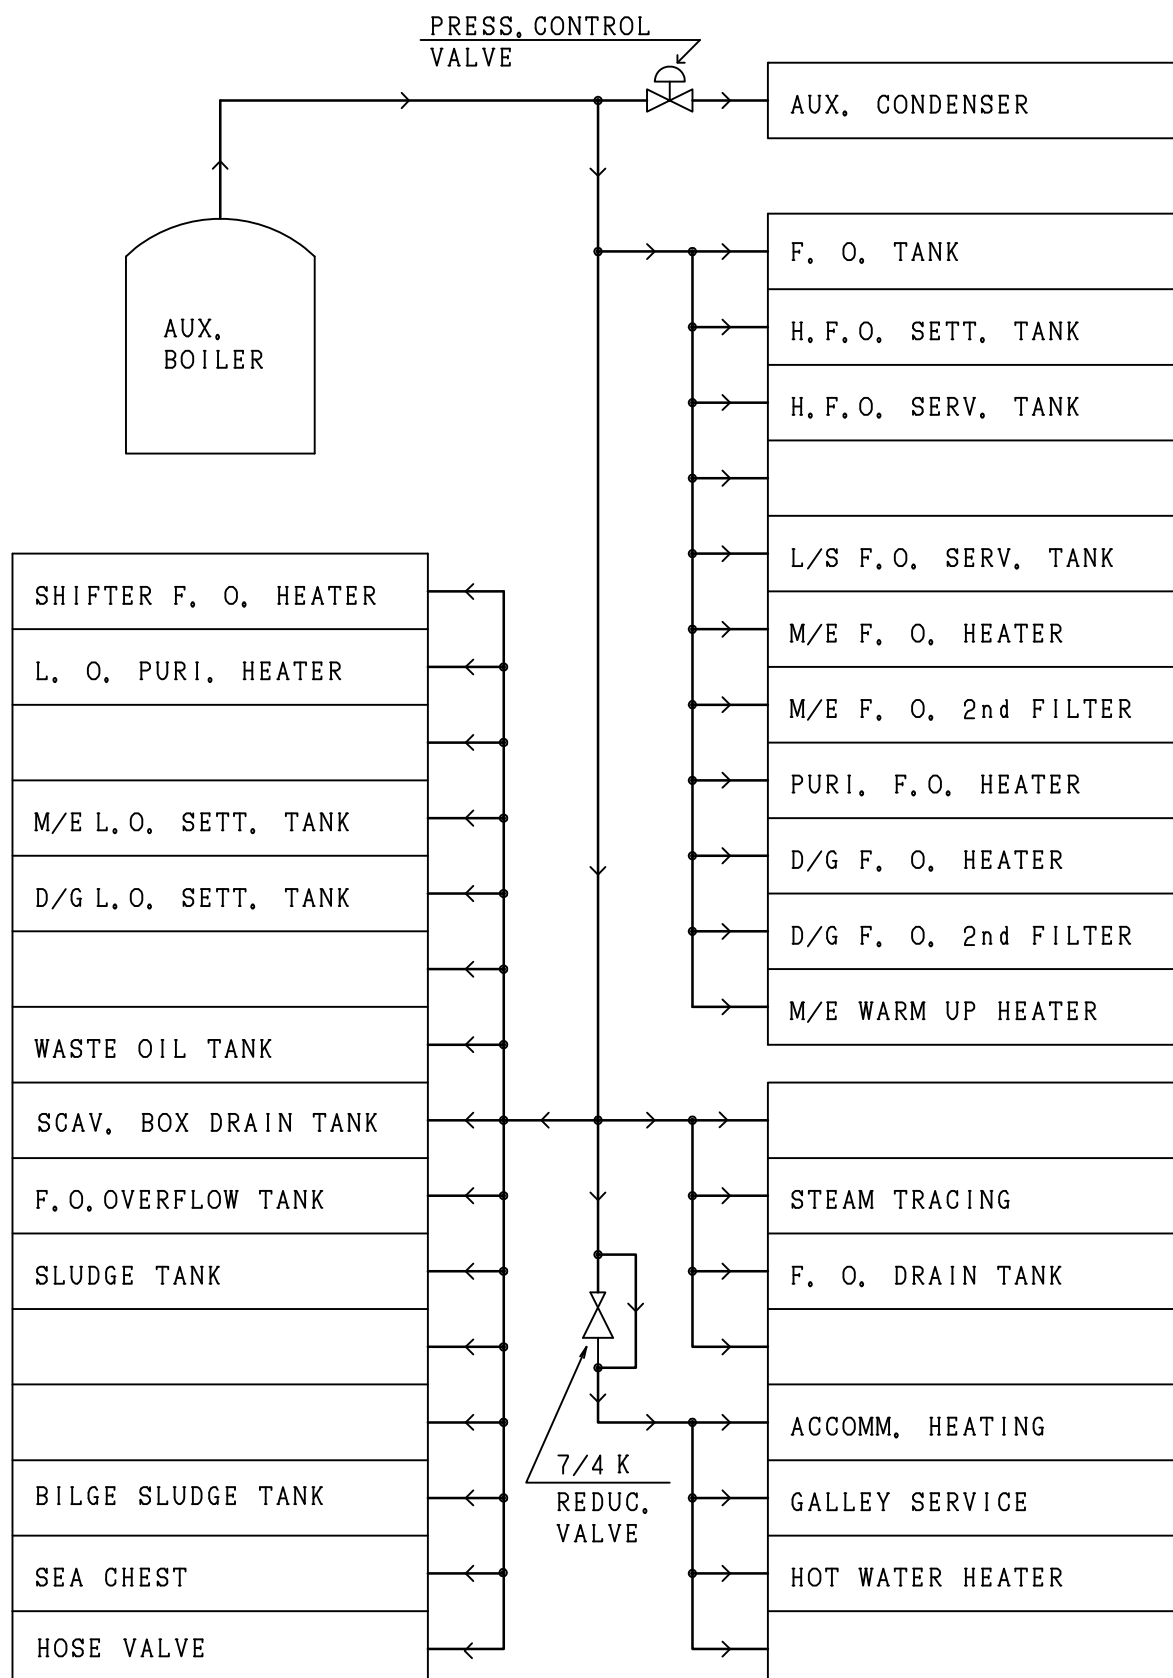 PRESS. CONTROL
VALVE
AUX. CONDENSER
AUX.
BOILER
F. O. TANK
H.F.O. SETT. TANK
H.F.O. SERV. TANK
L/S F.O. SERV. TANK
M/E F. O. HEATER
M/E F. O. 2nd FILTER
PURI. F.O. HEATER
D/G F. O. HEATER
D/G F. O. 2nd FILTER
M/E WARM UP HEATER
SHIFTER F. O. HEATER
L. O. PURI. HEATER
M/E L.O. SETT. TANK
D/G L.O. SETT. TANK
WASTE OIL TANK
SCAV. BOX DRAIN TANK
F.O.OVERFLOW TANK
SLUDGE TANK
BILGE SLUDGE TANK
SEA CHEST
HOSE VALVE
7/4 K
REDUC.
VALVE
STEAM TRACING
F. O. DRAIN TANK
ACCOMM. HEATING
GALLEY SERVICE
HOT WATER HEATER